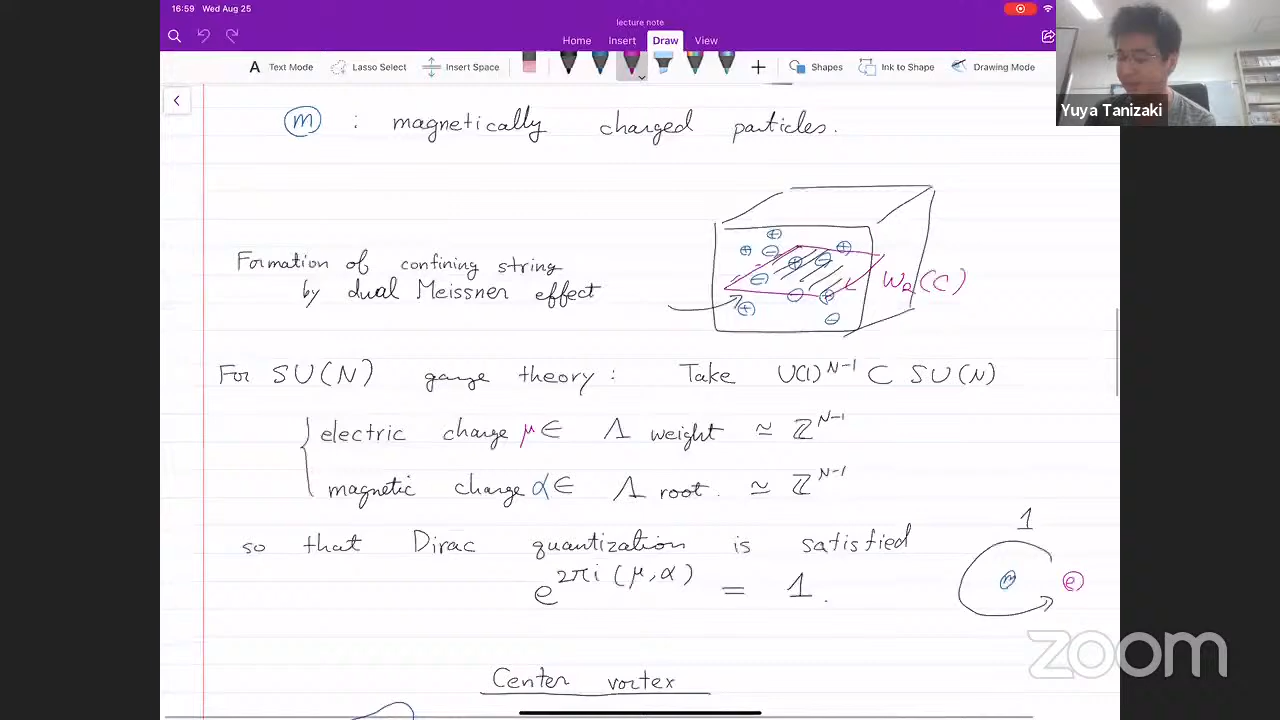 16:59 Wed Aug 25
lecture note
Home Insert Draw View
Text Mode Lasso Select Insert Space Shapes Ink to Shape Drawing Mode
Yuya Tanizaki
m : magnetically charged particles.
Formation of confining string
by dual Meissner effect
W_R(C)
For SU(N) gauge theory : Take U(1)^{N-1} ⊂ SU(N)
electric charge μ ∈ Λ weight ≃ ℤ^{N-1}
magnetic charge α ∈ Λ root. ≃ ℤ^{N-1}
so that Dirac quantization is satisfied
e^{2πi(μ,α)} = 1.
1
m e
Center vortex
zoom